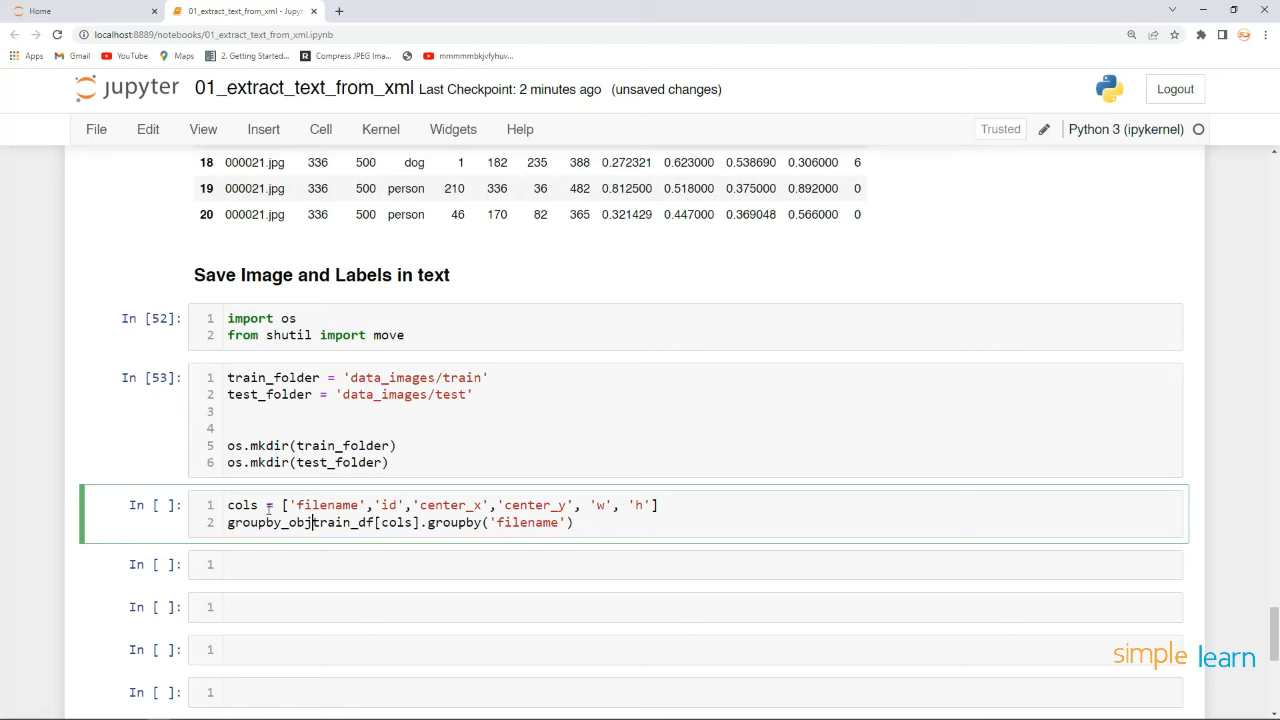 Home
01_extract_text_from_xml - Jupyt
localhost:8889/notebooks/01_extract_text_from_xml.ipynb
Apps Gmail YouTube Maps 2. Getting Started... Compress JPEG Ima... mmmmmbkjvfyhuv...
jupyter 01_extract_text_from_xml Last Checkpoint: 2 minutes ago (unsaved changes)
Logout
File Edit View Insert Cell Kernel Widgets Help Trusted Python 3 (ipykernel)
18 000021.jpg 336 500 dog 1 182 235 388 0.272321 0.623000 0.538690 0.306000 6
19 000021.jpg 336 500 person 210 336 36 482 0.812500 0.518000 0.375000 0.892000 0
20 000021.jpg 336 500 person 46 170 82 365 0.321429 0.447000 0.369048 0.566000 0
Save Image and Labels in text
In [52]: 1 import os
2 from shutil import move
In [53]: 1 train_folder = 'data_images/train'
2 test_folder = 'data_images/test'
3
4
5 os.mkdir(train_folder)
6 os.mkdir(test_folder)
In [ ]: 1 cols = ['filename','id','center_x','center_y', 'w', 'h']
2 groupby_objtrain_df[cols].groupby('filename')
In [ ]: 1
In [ ]: 1
In [ ]: 1
In [ ]: 1
simplelearn